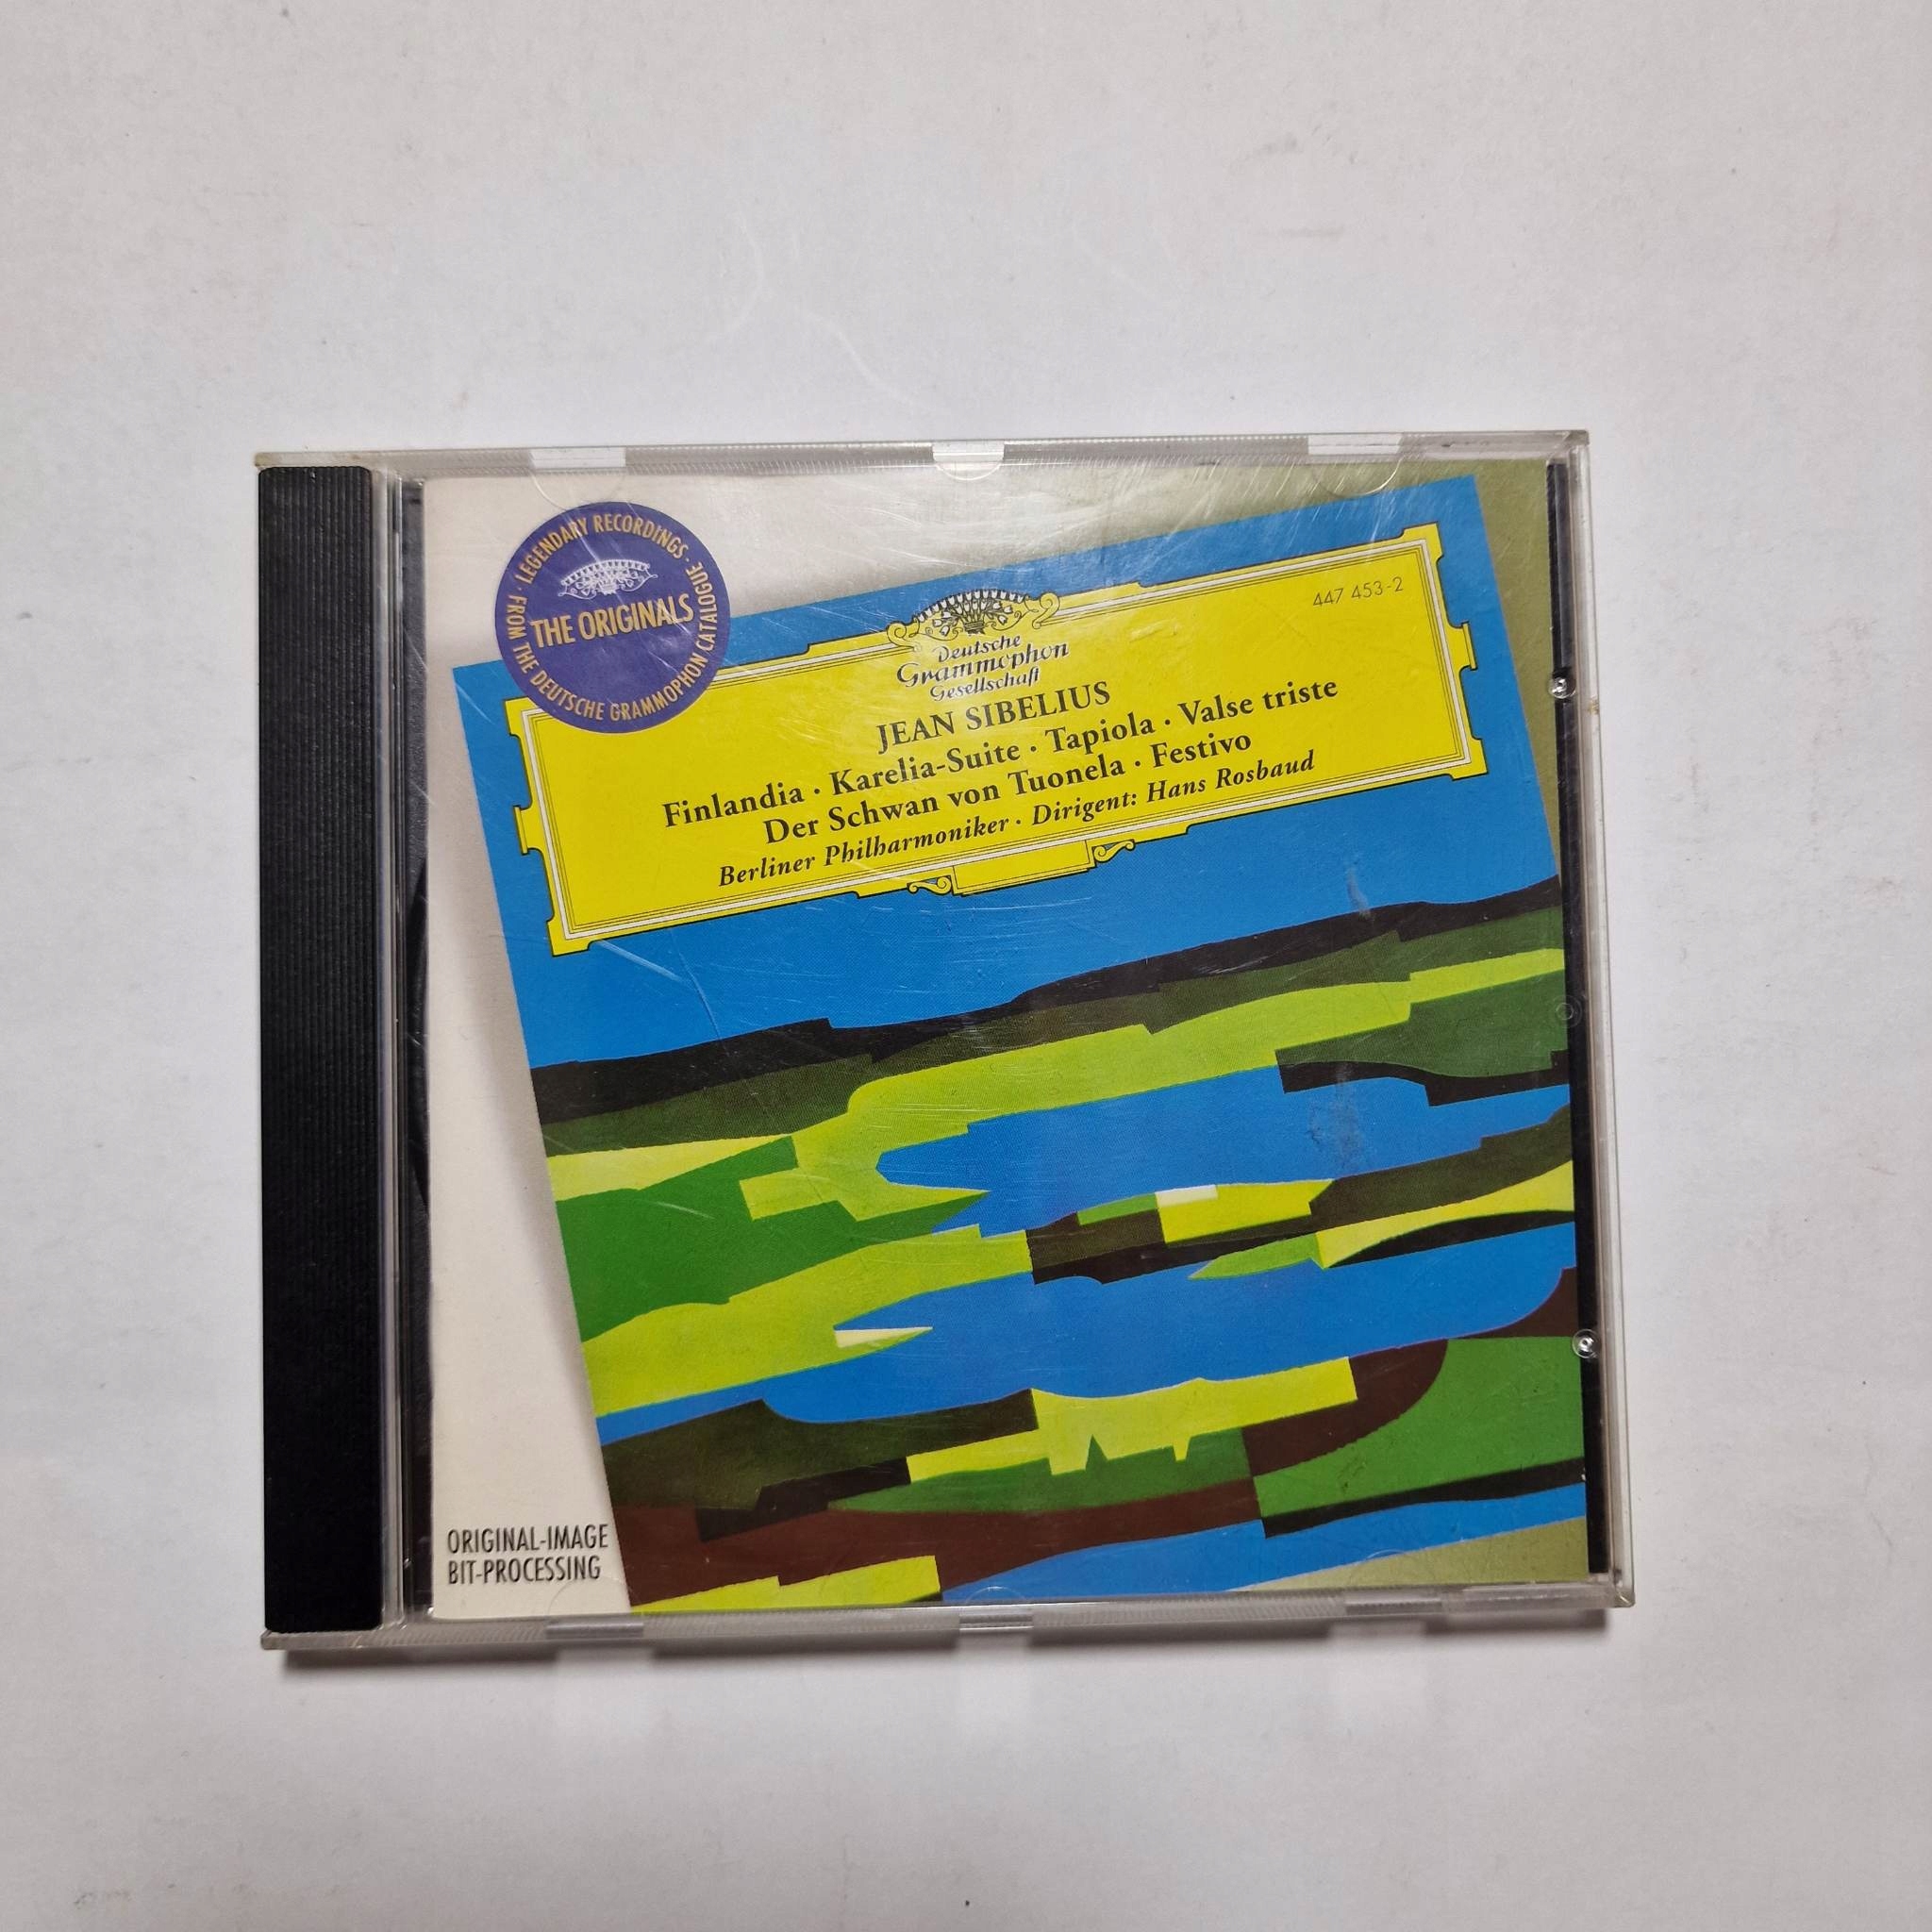 · LEGENDARY RECORDINGS ·
FROM THE DEUTSCHE GRAMMOPHON CATALOGUE
THE ORIGINALS
447 453-2
Deutsche
Grammophon
Gesellschaft
JEAN SIBELIUS
Finlandia · Karelia-Suite · Tapiola · Valse triste
Der Schwan von Tuonela · Festivo
Berliner Philharmoniker · Dirigent: Hans Rosbaud
ORIGINAL-IMAGE
BIT-PROCESSING